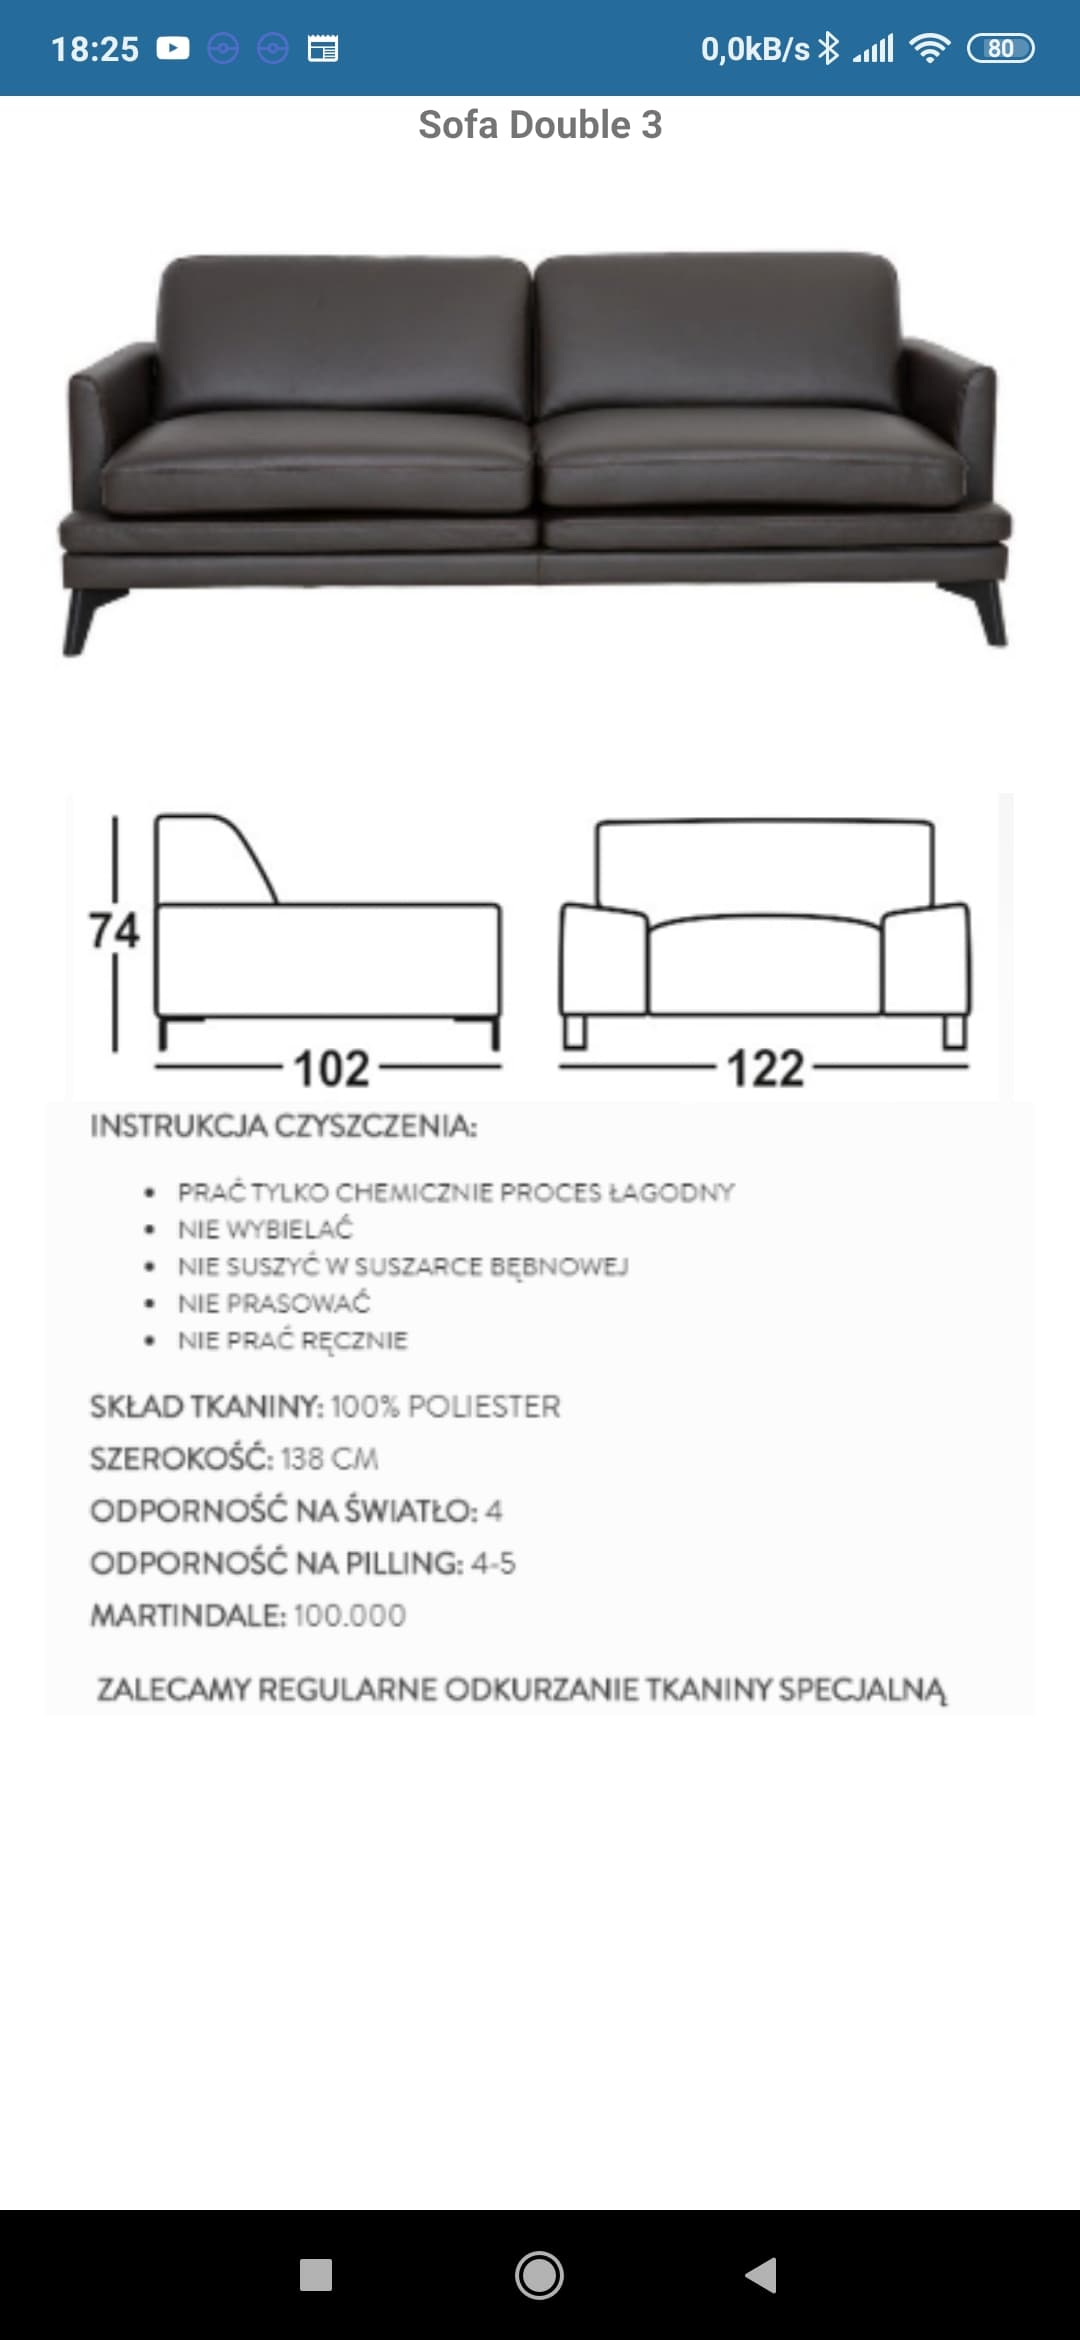 18:25
0,0kB/s
80
Sofa Double 3
74
102
122
INSTRUKCJA CZYSZCZENIA:
• PRAĆ TYLKO CHEMICZNIE PROCES ŁAGODNY
• NIE WYBIELAĆ
• NIE SUSZYĆ W SUSZARCE BĘBNOWEJ
• NIE PRASOWAĆ
• NIE PRAĆ RĘCZNIE
SKŁAD TKANINY: 100% POLIESTER
SZEROKOŚĆ: 138 CM
ODPORNOŚĆ NA ŚWIATŁO: 4
ODPORNOŚĆ NA PILLING: 4-5
MARTINDALE: 100.000
ZALECAMY REGULARNE ODKURZANIE TKANINY SPECJALNĄ